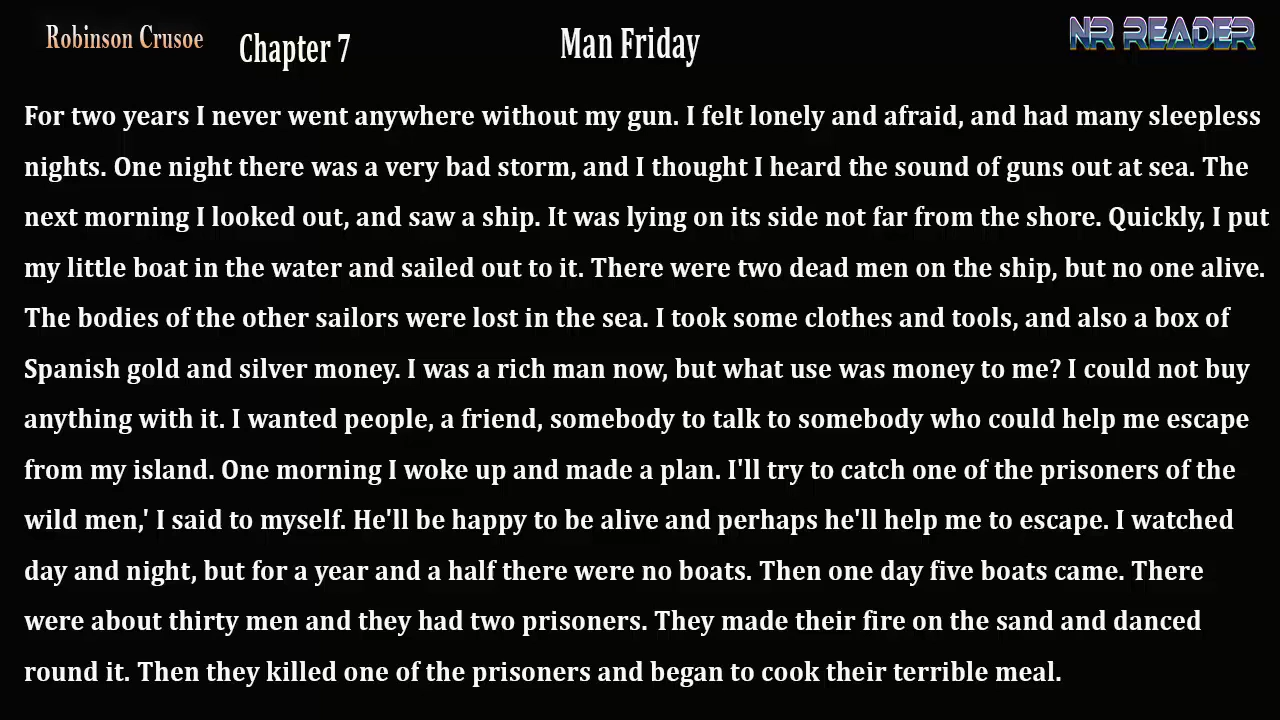 Robinson Crusoe
Chapter 7
Man Friday
NR READER
For two years I never went anywhere without my gun. I felt lonely and afraid, and had many sleepless
nights. One night there was a very bad storm, and I thought I heard the sound of guns out at sea. The
next morning I looked out, and saw a ship. It was lying on its side not far from the shore. Quickly, I put
my little boat in the water and sailed out to it. There were two dead men on the ship, but no one alive.
The bodies of the other sailors were lost in the sea. I took some clothes and tools, and also a box of
Spanish gold and silver money. I was a rich man now, but what use was money to me? I could not buy
anything with it. I wanted people, a friend, somebody to talk to somebody who could help me escape
from my island. One morning I woke up and made a plan. I'll try to catch one of the prisoners of the
wild men,' I said to myself. He'll be happy to be alive and perhaps he'll help me to escape. I watched
day and night, but for a year and a half there were no boats. Then one day five boats came. There
were about thirty men and they had two prisoners. They made their fire on the sand and danced
round it. Then they killed one of the prisoners and began to cook their terrible meal.